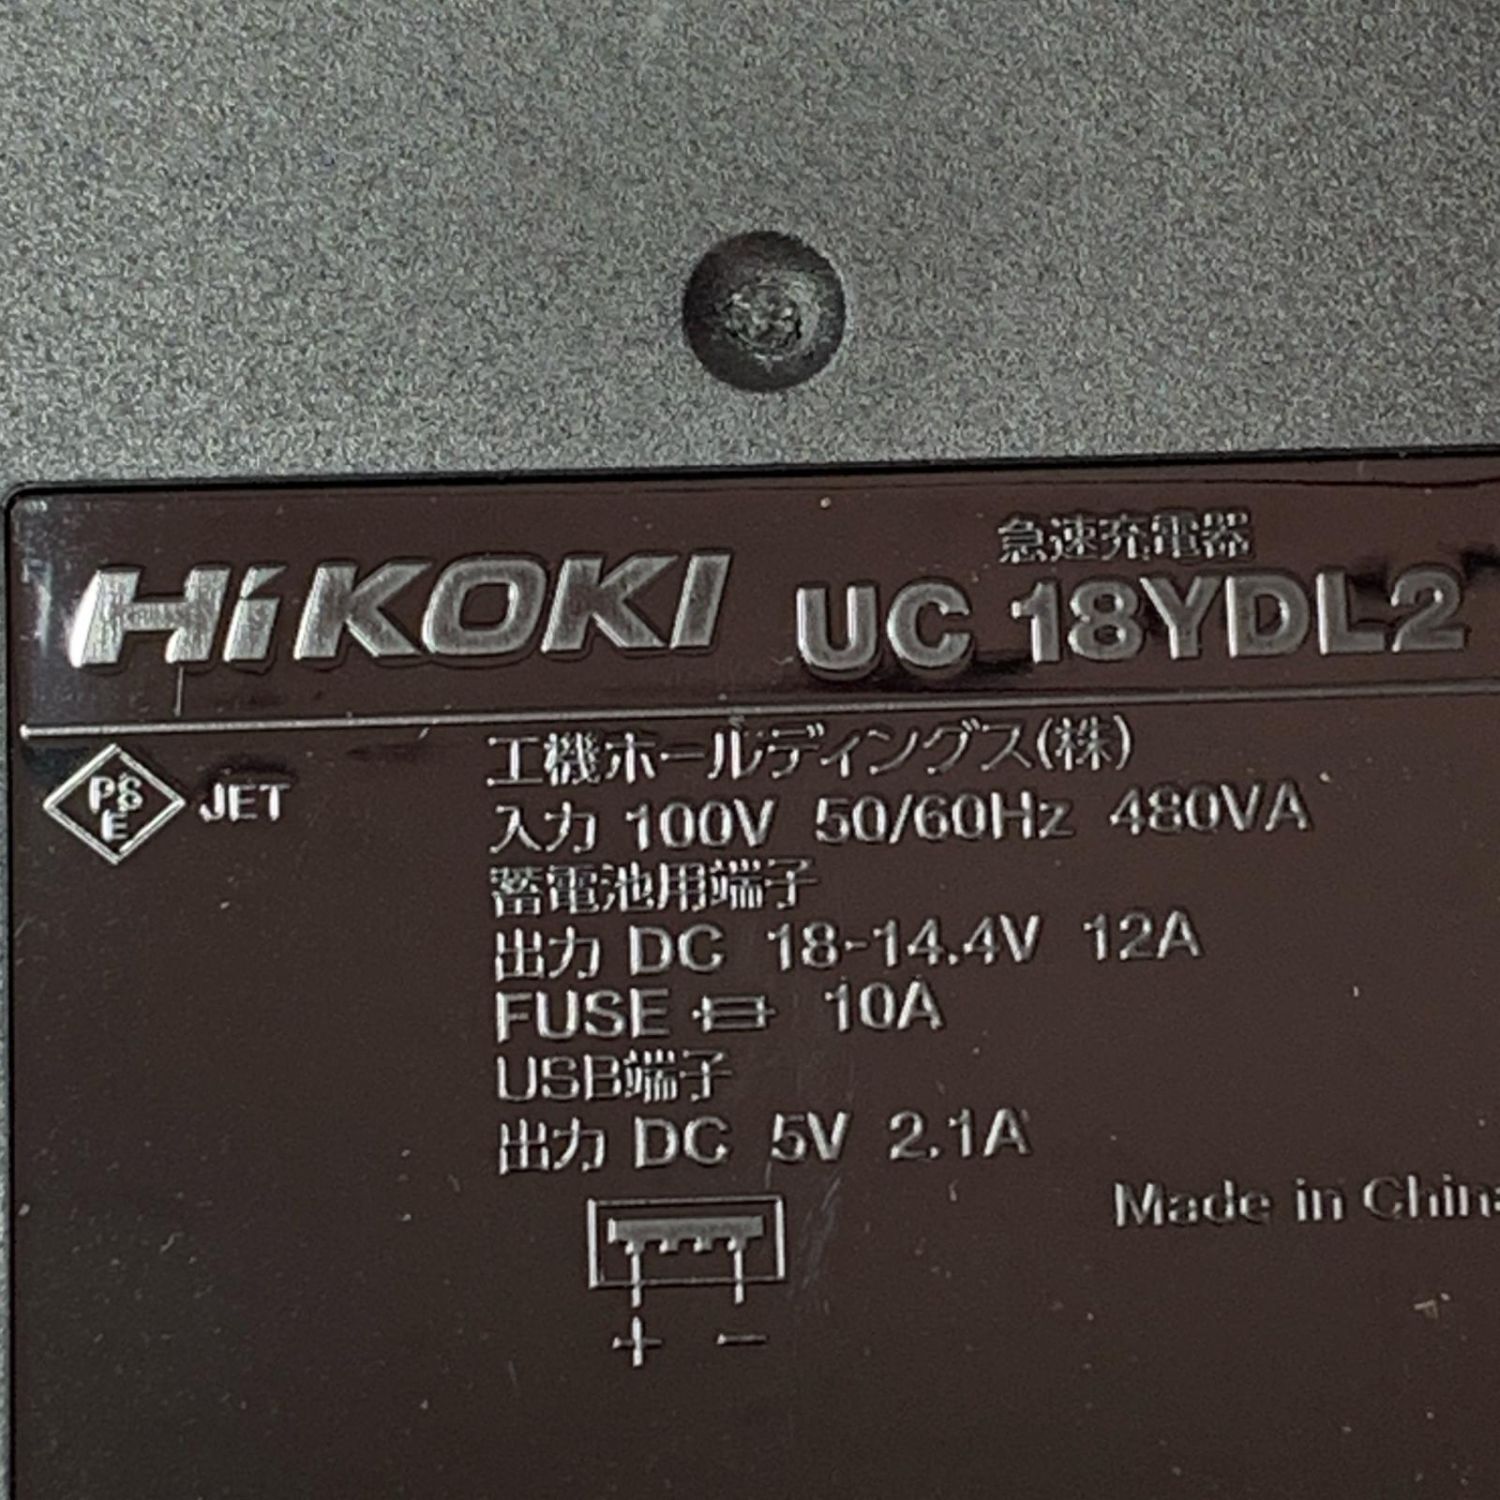 急速充電器
HiKOKI UC 18YDL2
PSE JET
工機ホールディングス(株)
入力 100V 50/60Hz 480VA
蓄電池用端子
出力 DC 18-14.4V 12A
FUSE 10A
USB端子
出力 DC 5V 2.1A
Made in China
+ −